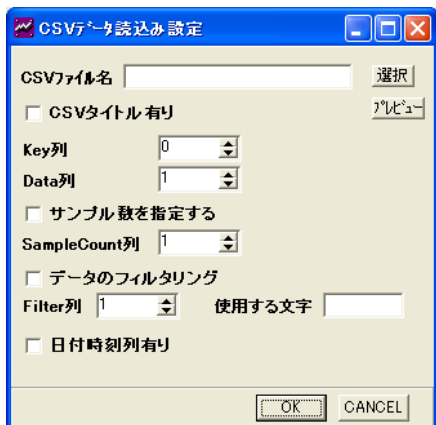 CSVﾃﾞｰﾀ読込み設定
CSVﾌｧｲﾙ名 選択
CSVタイトル有り ﾌﾟﾚﾋﾞｭｰ
Key列 0
Data列 1
サンプル数を指定する
SampleCount列 1
データのフィルタリング
Filter列 1 使用する文字
日付時刻列有り
OK CANCEL